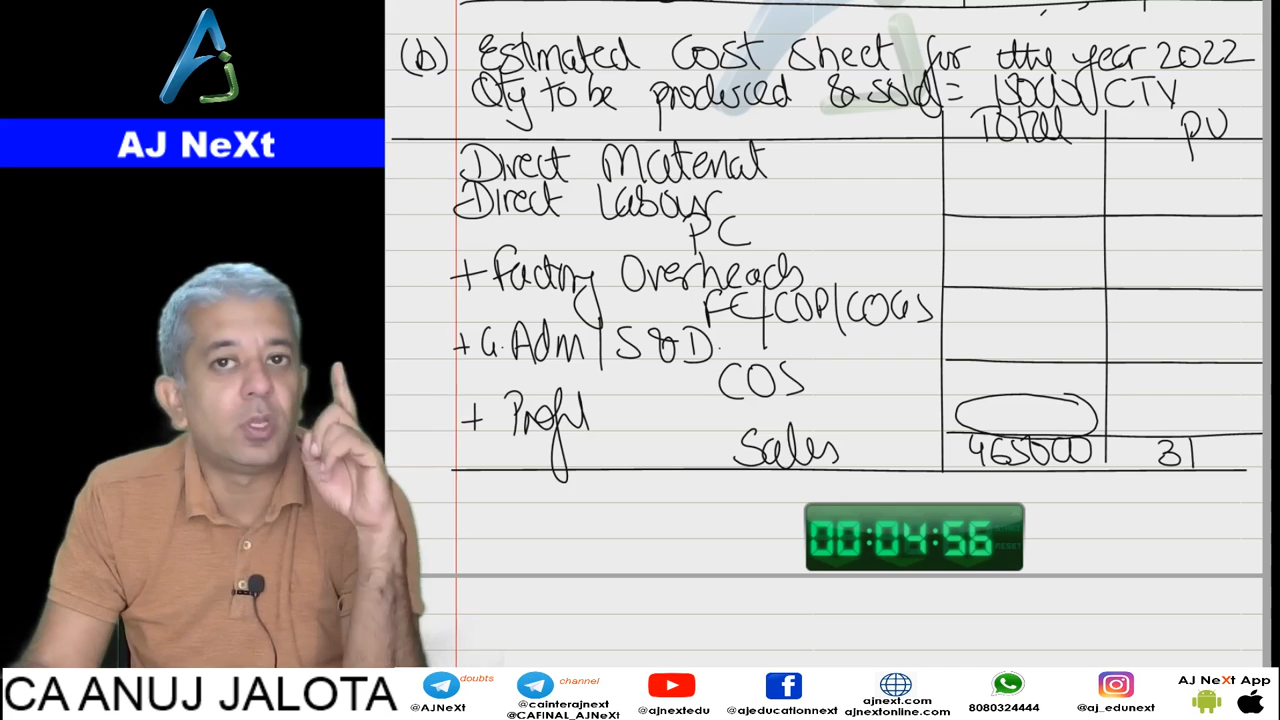 (b) Estimated Cost Sheet for the year 2022
Qty to be produced & sold = 15000 CTV
Total PU
Direct Material
Direct Labour
PC
+ Factory Overheads
FC/COP/COGS
+ G. Adm / S & D.
COS
+ Profit
Sales 465000 31
AJ NeXt
00:04:56
CA ANUJ JALOTA
doubts
@AJNeXt
channel
@cainterajnext
@CAFINAL_AJNeXt
@ajnextedu
@ajeducationnext
ajnext.com
ajnextonline.com
8080324444
@aj_edunext
AJ NeXt App